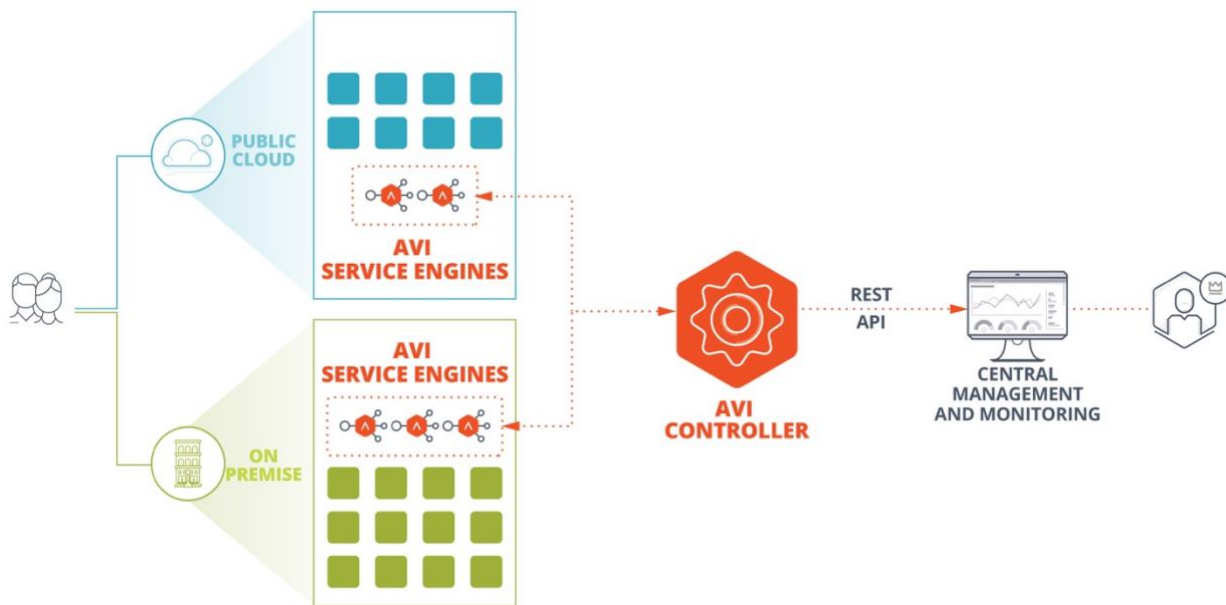 PUBLIC
CLOUD
AVI
SERVICE ENGINES
AVI
SERVICE ENGINES
ON
PREMISE
AVI
CONTROLLER
REST
API
CENTRAL
MANAGEMENT
AND MONITORING